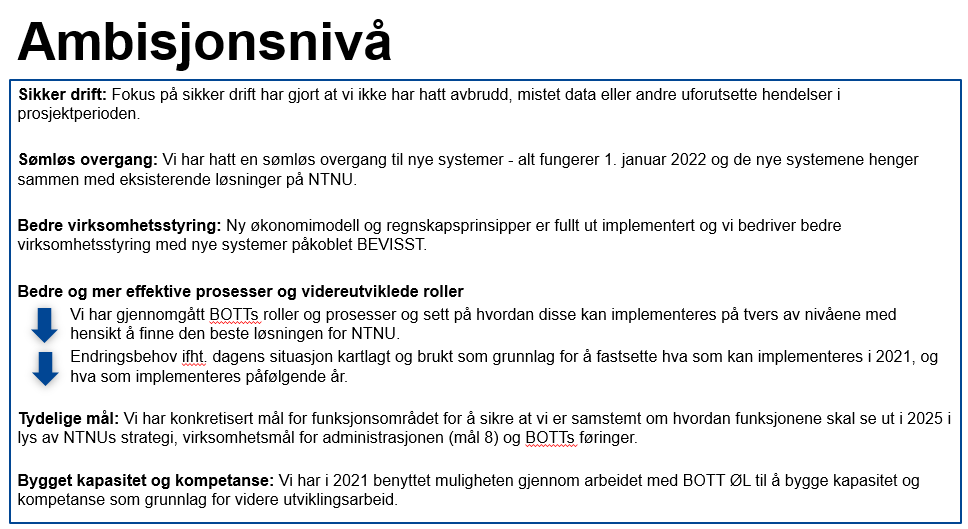 Ambisjonsnivå
Sikker drift: Fokus på sikker drift har gjort at vi ikke har hatt avbrudd, mistet data eller andre uforutsette hendelser i
prosjektperioden.
Sømløs overgang: Vi har hatt en sømløs overgang til nye systemer - alt fungerer 1. januar 2022 og de nye systemene henger
sammen med eksisterende løsninger på NTNU.
Bedre virksomhetsstyring: Ny økonomimodell og regnskapsprinsipper er fullt ut implementert og vi bedriver bedre
virksomhetsstyring med nye systemer påkoblet BEVISST.
Bedre og mer effektive prosesser og videreutviklede roller
Vi har gjennomgått BOTTs roller og prosesser og sett på hvordan disse kan implementeres på tvers av nivåene med
hensikt å finne den beste løsningen for NTNU.
Endringsbehov ifht. dagens situasjon kartlagt og brukt som grunnlag for å fastsette hva som kan implementeres i 2021, og
hva som implementeres påfølgende år.
Tydelige mål: Vi har konkretisert mål for funksjonsområdet for å sikre at vi er samstemt om hvordan funksjonene skal se ut i 2025 i
lys av NTNUs strategi, virksomhetsmål for administrasjonen (mål 8) og BOTTs føringer.
Bygget kapasitet og kompetanse: Vi har i 2021 benyttet muligheten gjennom arbeidet med BOTT ØL til å bygge kapasitet og
kompetanse som grunnlag for videre utviklingsarbeid.